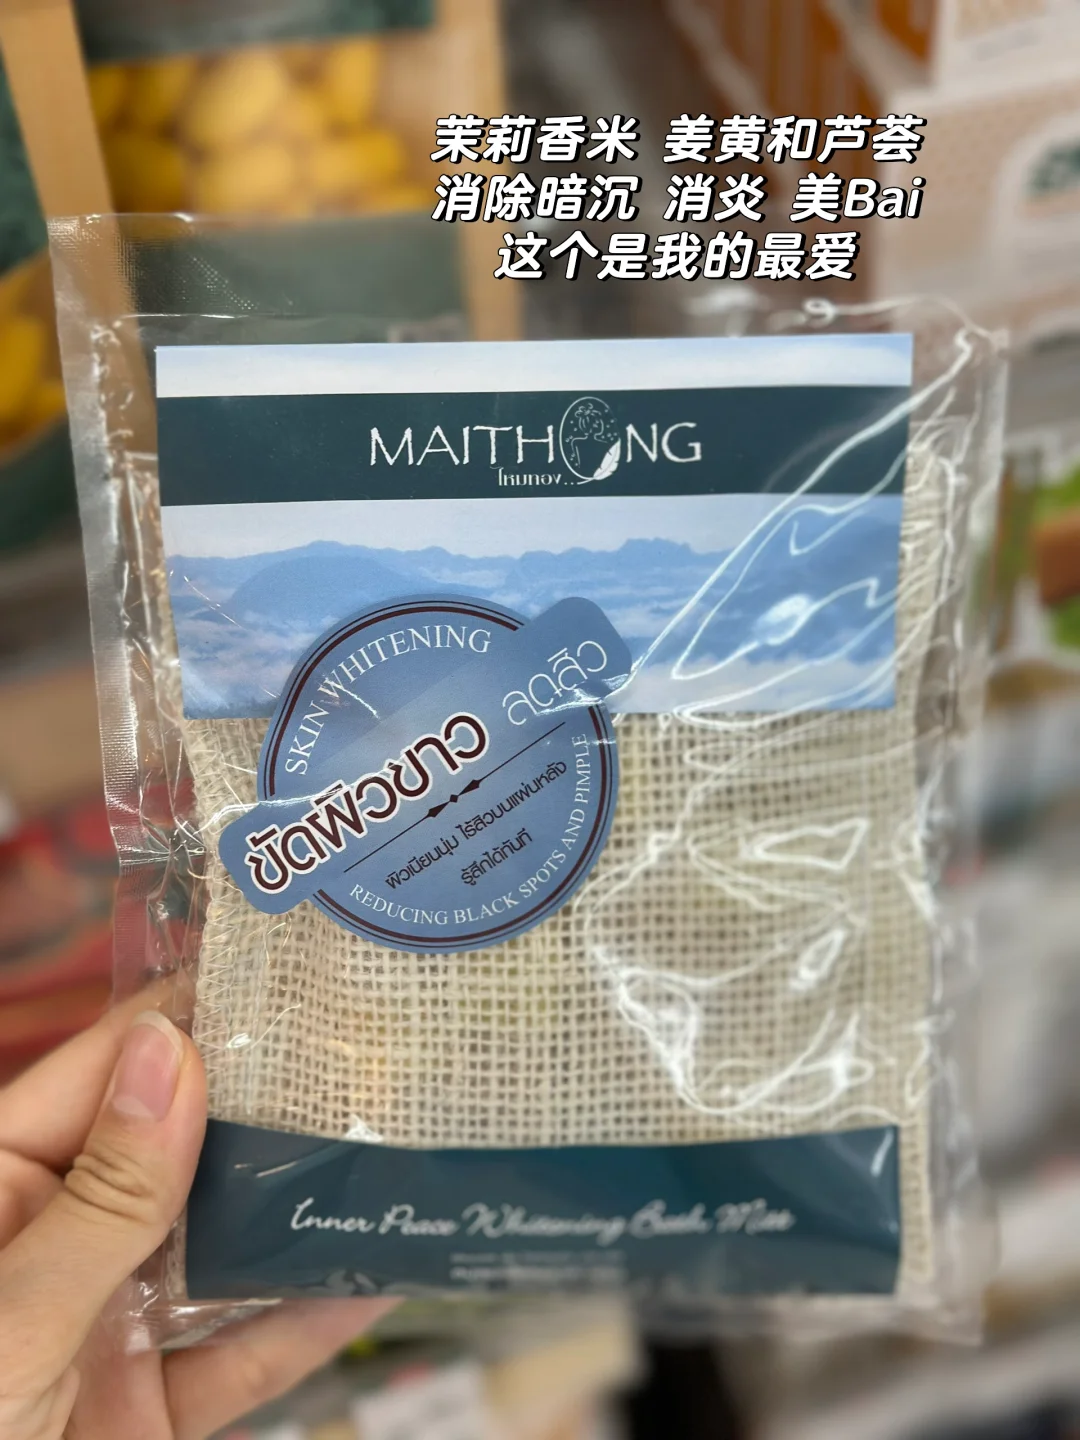 茉莉香米 姜黄和芦荟
消除暗沉 消炎 美Bai
这个是我的最爱
MAITHONG
ไหมทอง...
SKIN WHITENING
ขัดผิวขาว
ลดสิว
ผิวเนียนนุ่ม ไร้สิวบนแผ่นหลัง
รู้สึกได้ทันที
REDUCING BLACK SPOTS AND PIMPLE
Inner Peace Whitening Bath Mitt